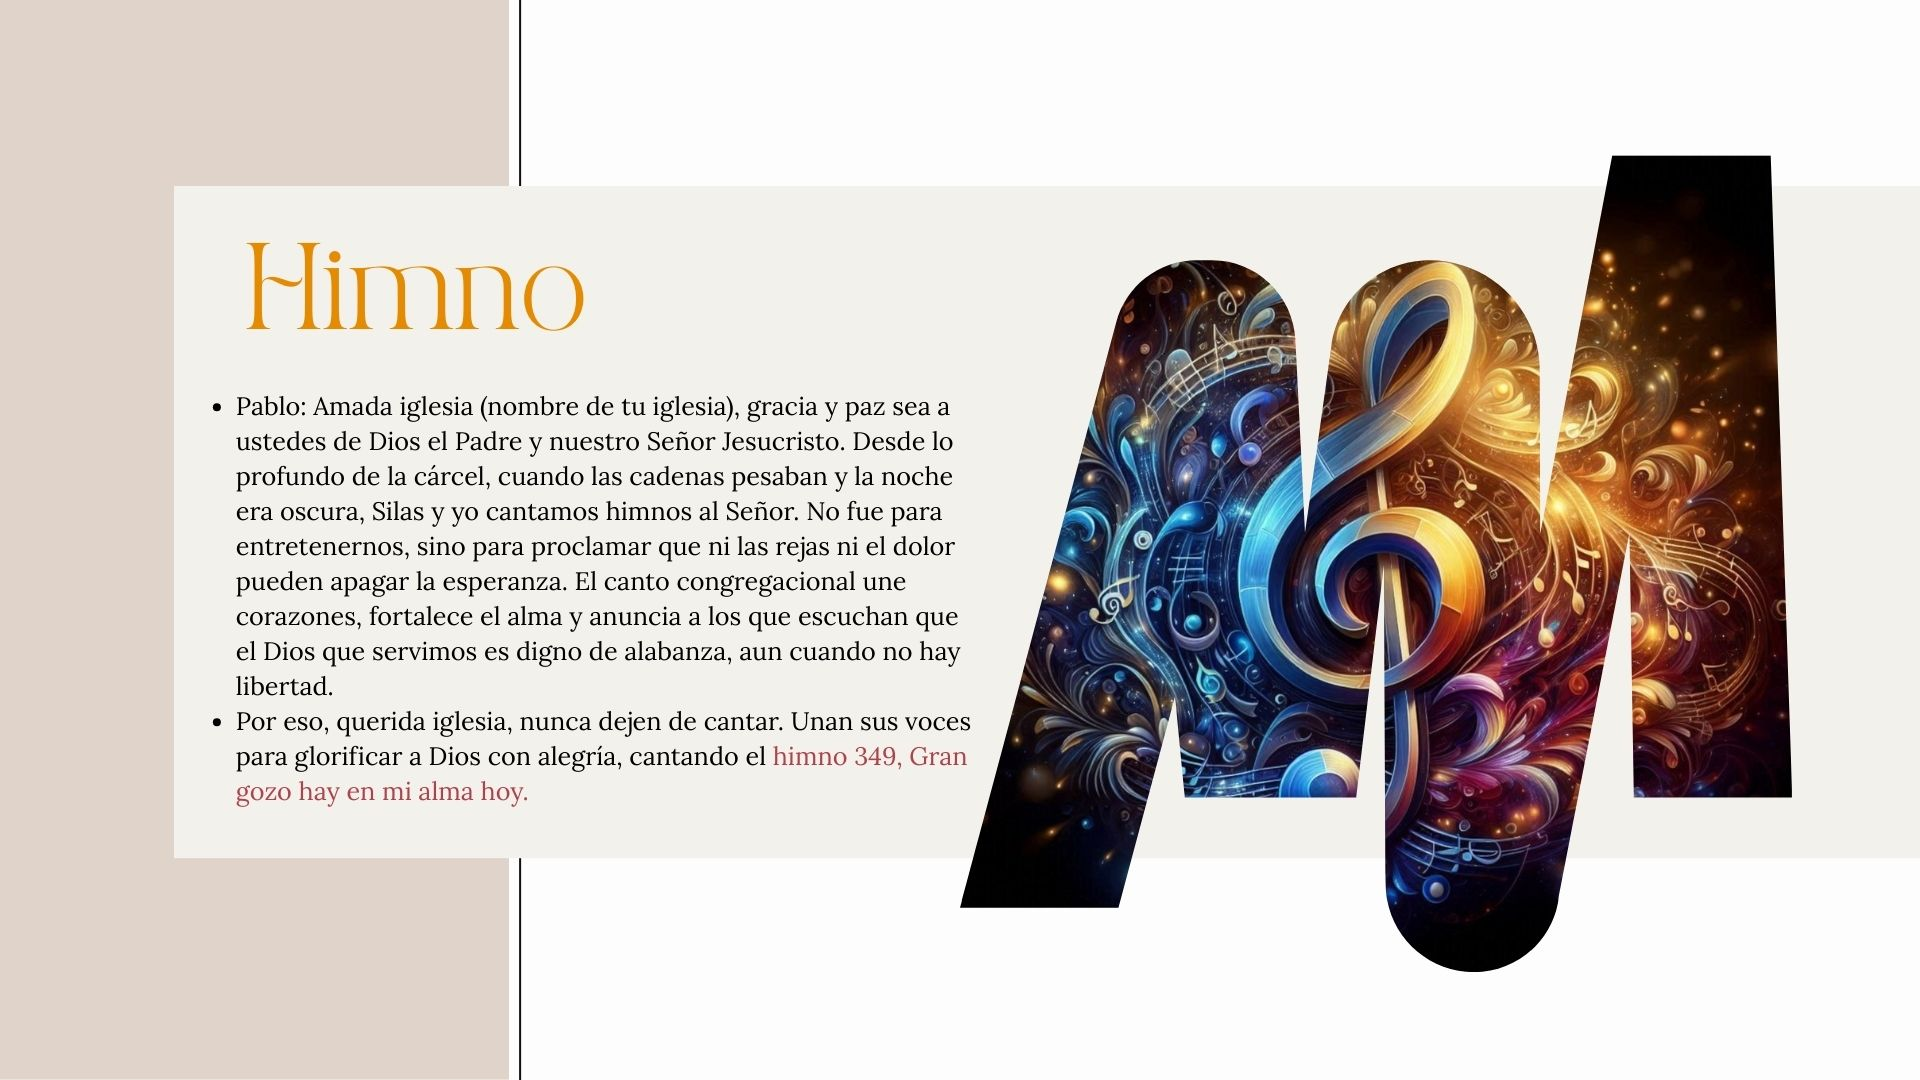 Himno
• Pablo: Amada iglesia (nombre de tu iglesia), gracia y paz sea a
ustedes de Dios el Padre y nuestro Señor Jesucristo. Desde lo
profundo de la cárcel, cuando las cadenas pesaban y la noche
era oscura, Silas y yo cantamos himnos al Señor. No fue para
entretenernos, sino para proclamar que ni las rejas ni el dolor
pueden apagar la esperanza. El canto congregacional une
corazones, fortalece el alma y anuncia a los que escuchan que
el Dios que servimos es digno de alabanza, aun cuando no hay
libertad.
• Por eso, querida iglesia, nunca dejen de cantar. Unan sus voces
para glorificar a Dios con alegría, cantando el himno 349, Gran
gozo hay en mi alma hoy.